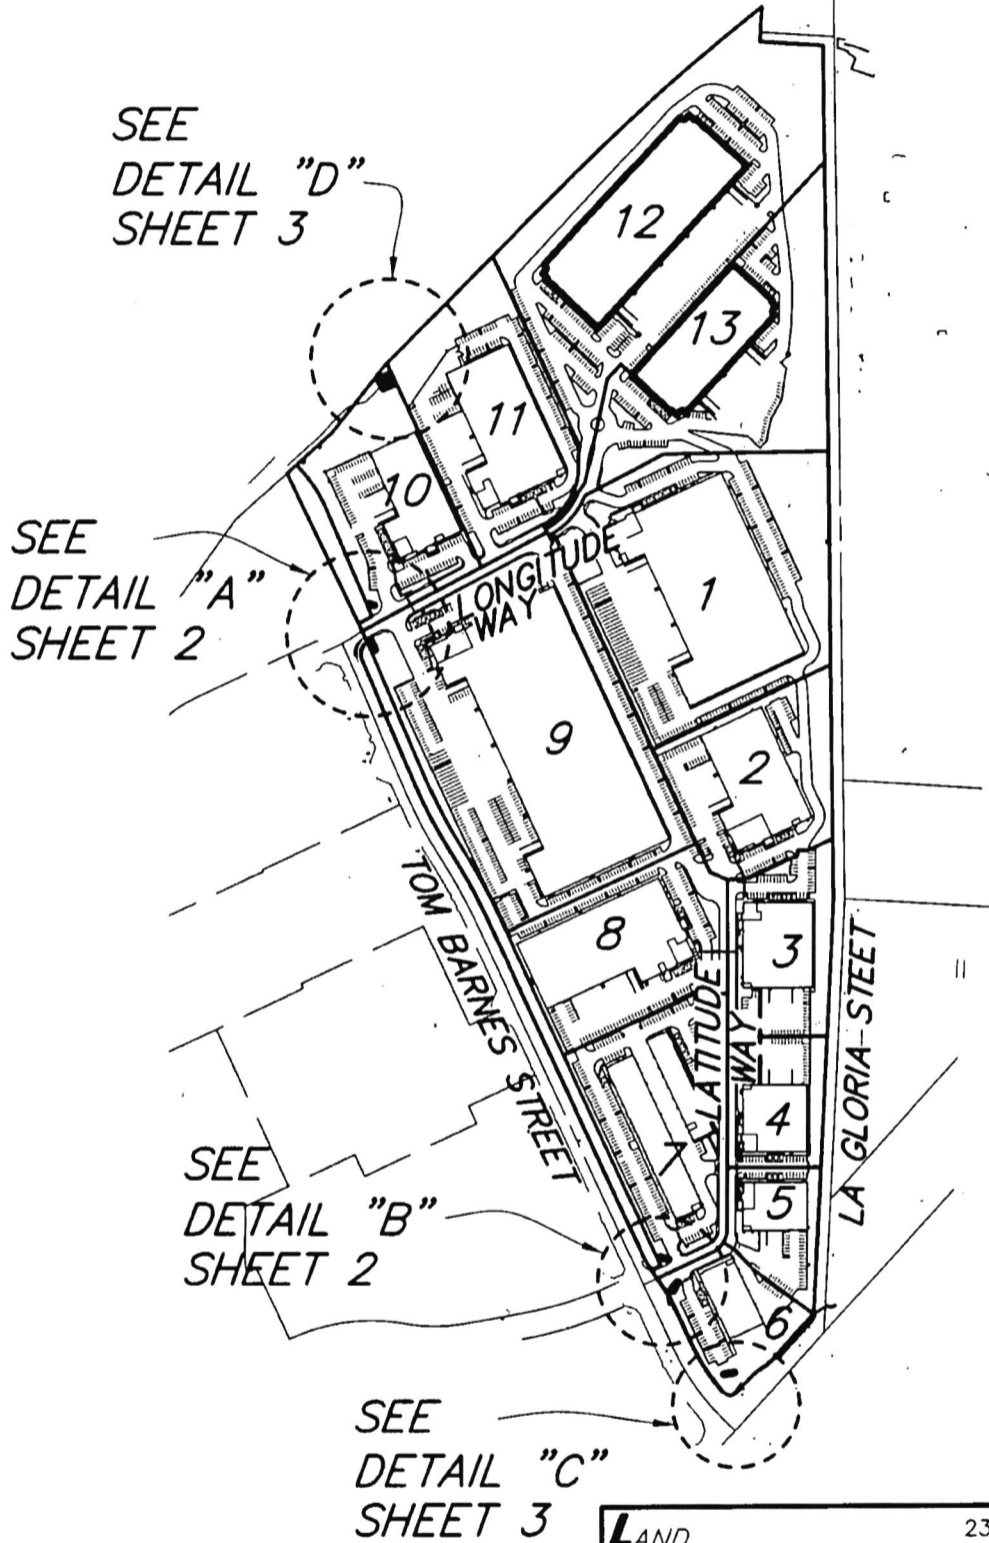 SEE
DETAIL "D"
SHEET 3
12
13
11
10
SEE
DETAIL "A"
SHEET 2
LONGITUDE
WAY
1
9
2
8
3
TOM BARNES STREET
LATITUDE
WAY
LA GLORIA STEET
7
4
5
SEE
DETAIL "B"
SHEET 2
6
SEE
DETAIL "C"
SHEET 3
LAND
23